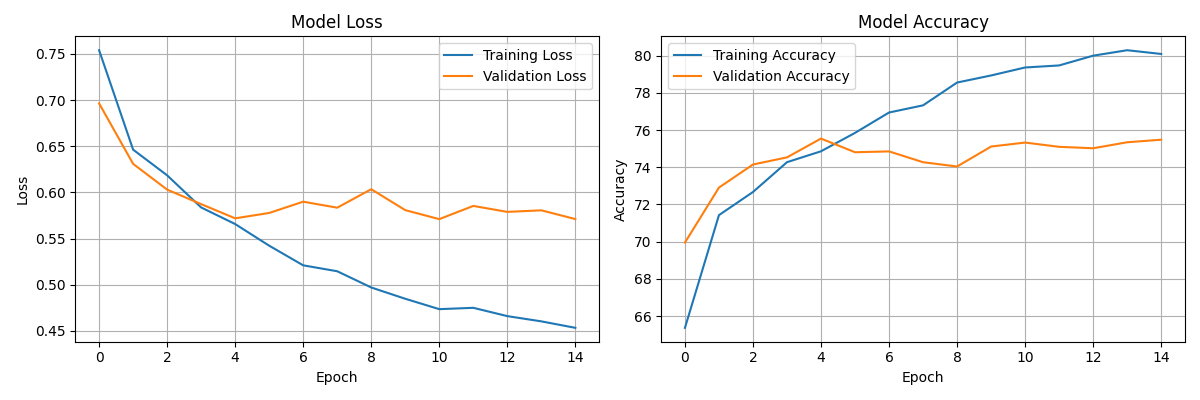 Model Loss
Training Loss
Validation Loss
0.75
0.70
0.65
0.60
0.55
0.50
0.45
Loss
0 2 4 6 8 10 12 14
Epoch
Model Accuracy
Training Accuracy
Validation Accuracy
80
78
76
74
72
70
68
66
Accuracy
0 2 4 6 8 10 12 14
Epoch